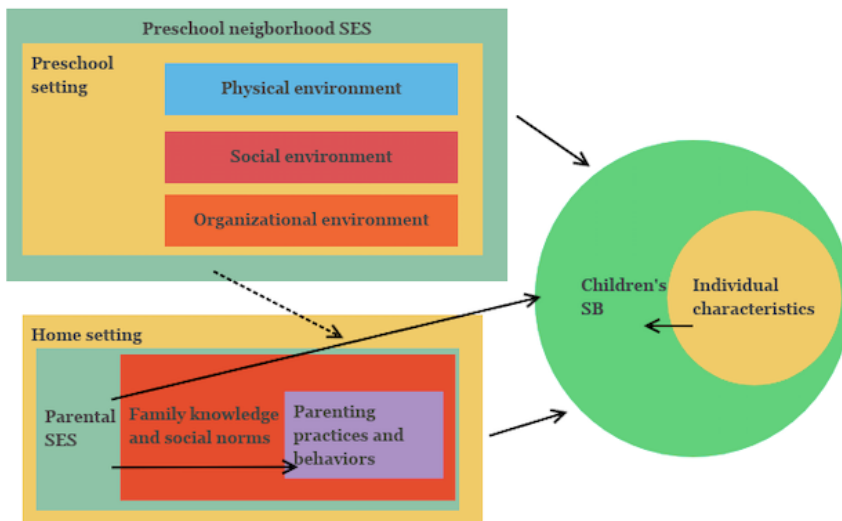 Preschool neigborhood SES
Preschool
setting
Physical environment
Social environment
Organizational environment
Children's
SB
Individual
characteristics
Home setting
Parental
SES
Family knowledge
and social norms
Parenting
practices and
behaviors